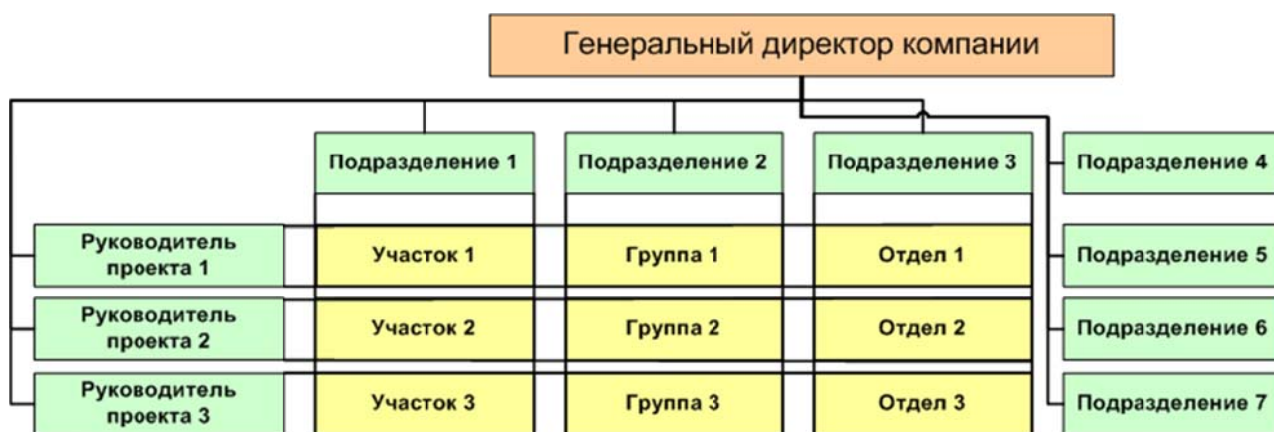 Генеральный директор компании
Подразделение 1
Подразделение 2
Подразделение 3
Подразделение 4
Руководитель
проекта 1
Участок 1
Группа 1
Отдел 1
Подразделение 5
Руководитель
проекта 2
Участок 2
Группа 2
Отдел 2
Подразделение 6
Руководитель
проекта 3
Участок 3
Группа 3
Отдел 3
Подразделение 7